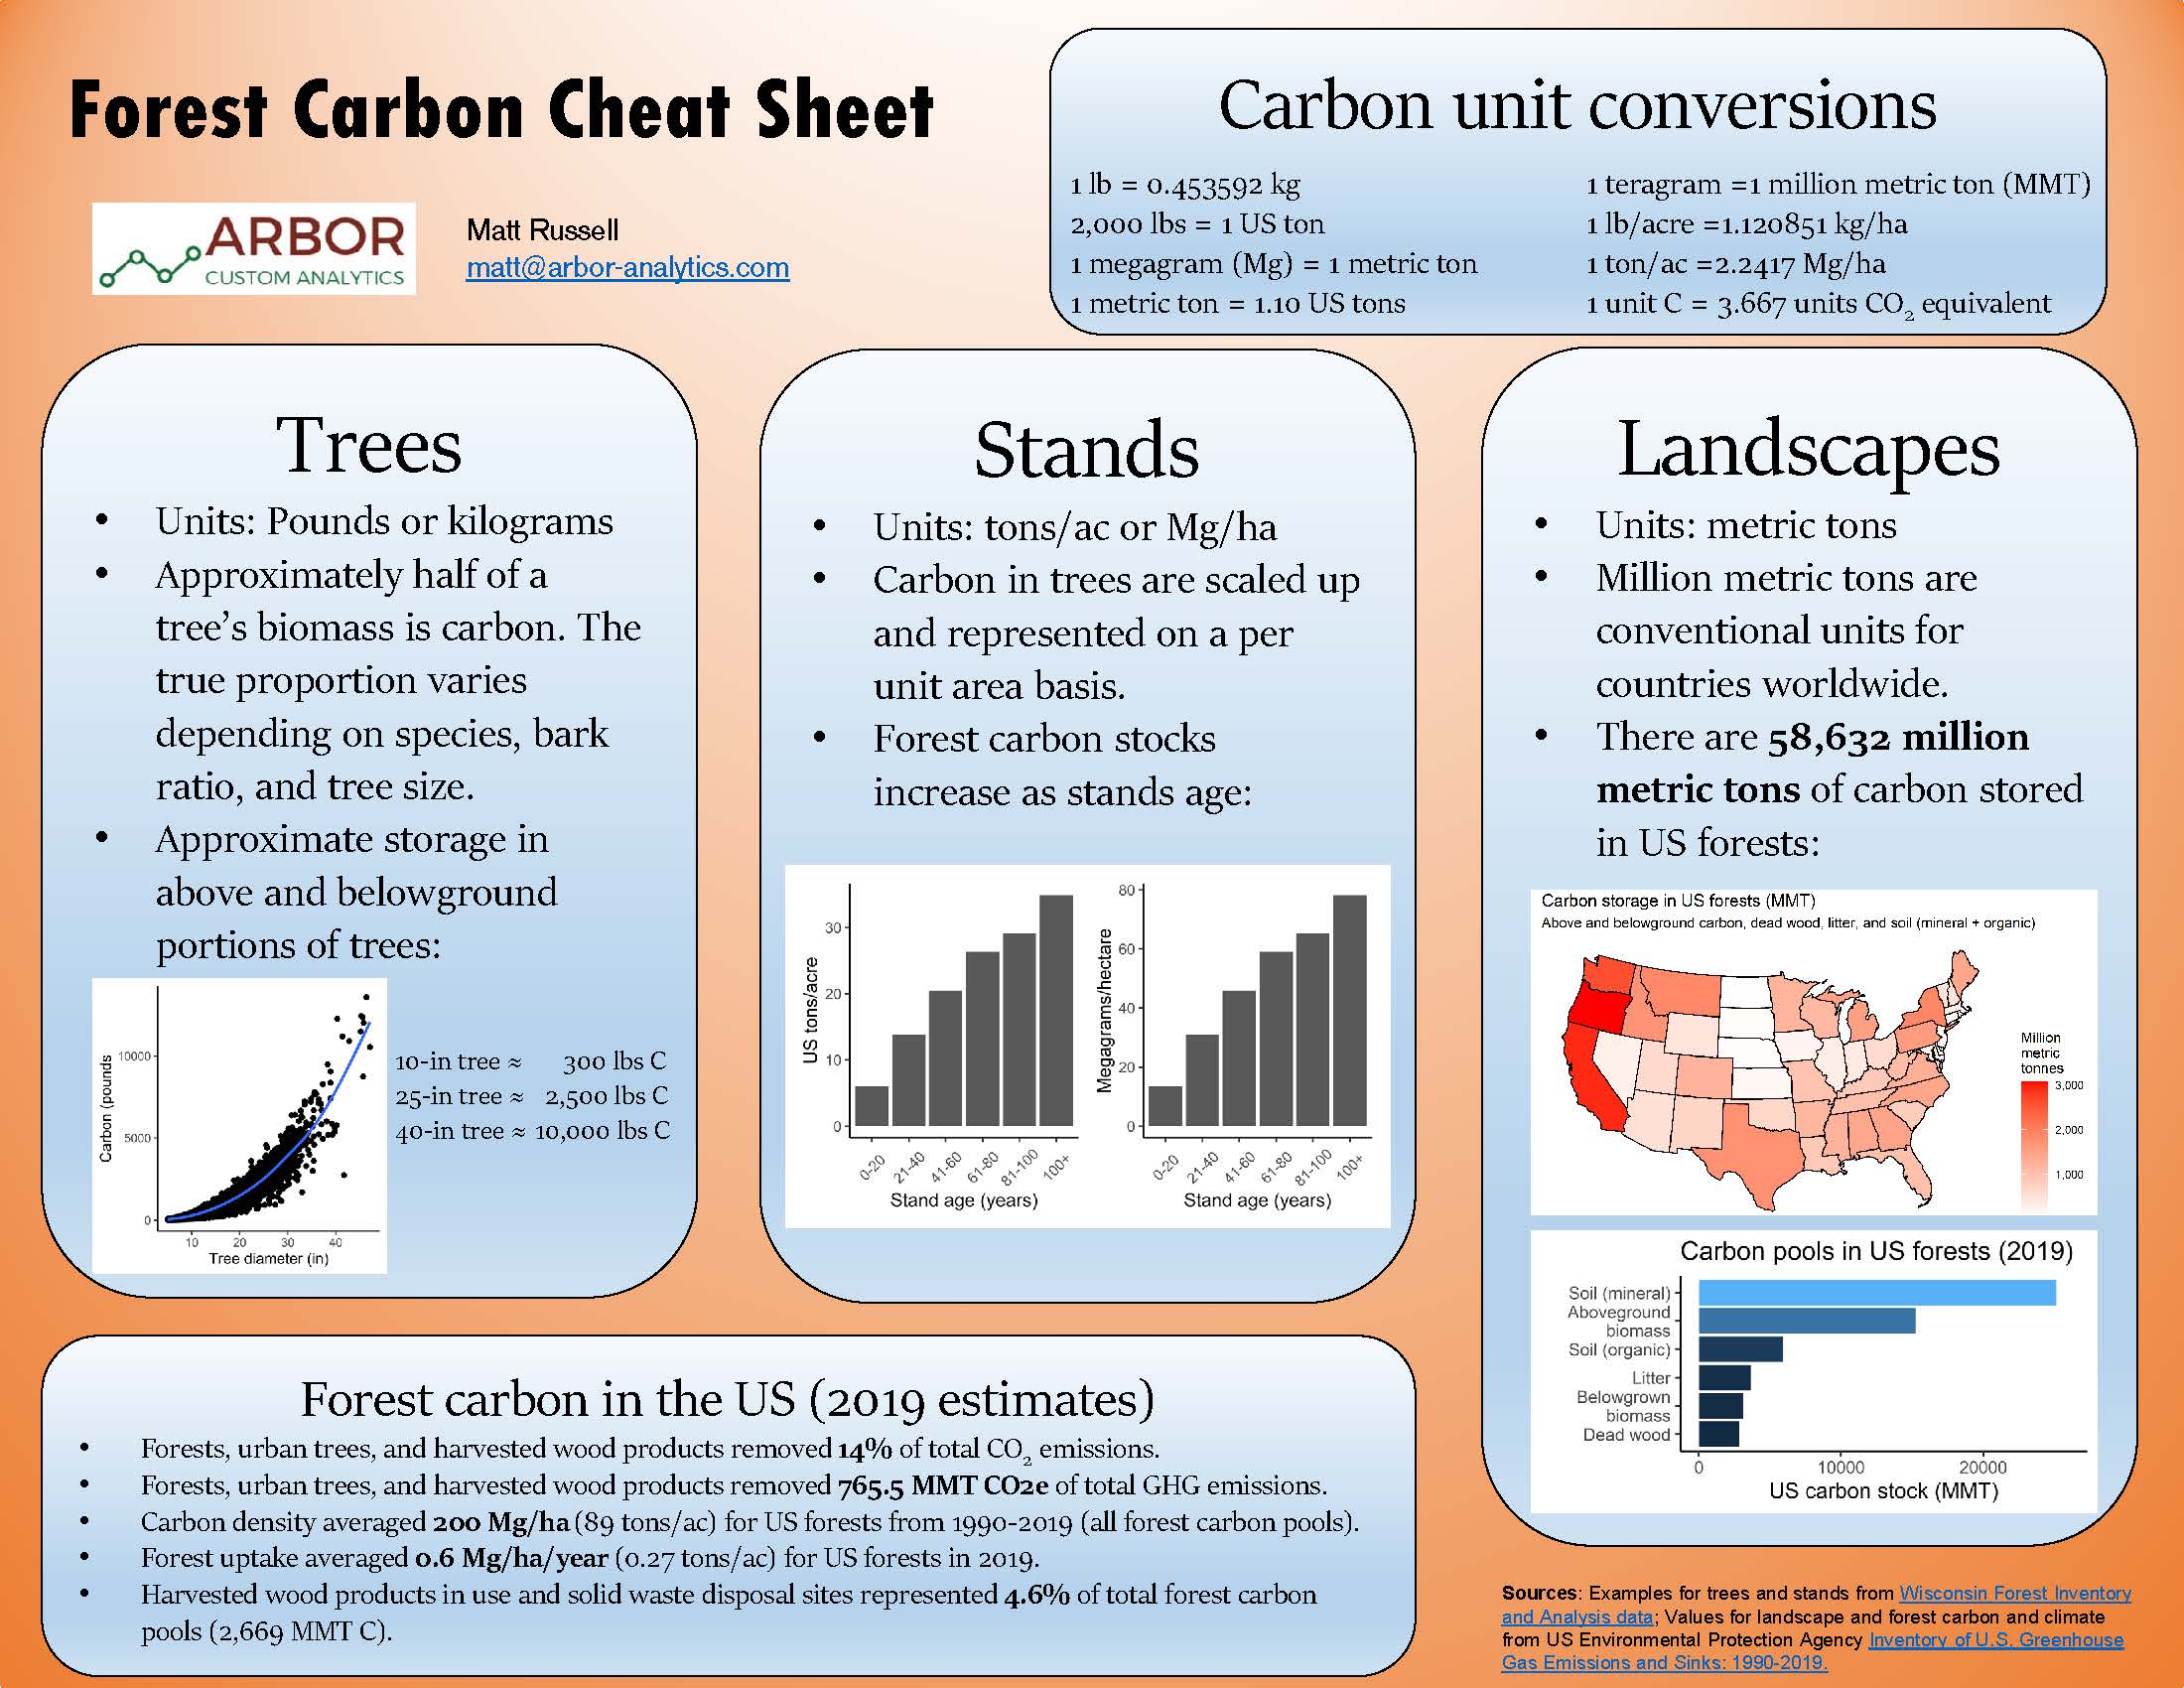 Forest Carbon Cheat Sheet
ARBOR
CUSTOM ANALYTICS
Matt Russell
matt@arbor-analytics.com
Carbon unit conversions
1 lb = 0.453592 kg
2,000 lbs = 1 US ton
1 megagram (Mg) = 1 metric ton
1 metric ton = 1.10 US tons
1 teragram =1 million metric ton (MMT)
1 lb/acre =1.120851 kg/ha
1 ton/ac =2.2417 Mg/ha
1 unit C = 3.667 units CO2 equivalent
Trees
• Units: Pounds or kilograms
• Approximately half of a
tree’s biomass is carbon. The
true proportion varies
depending on species, bark
ratio, and tree size.
• Approximate storage in
above and belowground
portions of trees:
Carbon (pounds
10000
5000
0
10 20 30 40
Tree diameter (in)
10-in tree ≈ 300 lbs C
25-in tree ≈ 2,500 lbs C
40-in tree ≈ 10,000 lbs C
Stands
• Units: tons/ac or Mg/ha
• Carbon in trees are scaled up
and represented on a per
unit area basis.
• Forest carbon stocks
increase as stands age:
US tons/acre
30
20
10
0
0-20 21-40 41-60 61-80 81-100 100+
Stand age (years)
Megagrams/hectare
80
60
40
20
0
0-20 21-40 41-60 61-80 81-100 100+
Stand age (years)
Landscapes
• Units: metric tons
• Million metric tons are
conventional units for
countries worldwide.
• There are 58,632 million
metric tons of carbon stored
in US forests:
Carbon storage in US forests (MMT)
Above and belowground carbon, dead wood, litter, and soil (mineral + organic)
Million
metric
tonnes
3,000
2,000
1,000
Carbon pools in US forests (2019)
Soil (mineral)
Aboveground
biomass
Soil (organic)
Litter
Belowgrown
biomass
Dead wood
0 10000 20000
US carbon stock (MMT)
Forest carbon in the US (2019 estimates)
• Forests, urban trees, and harvested wood products removed 14% of total CO2 emissions.
• Forests, urban trees, and harvested wood products removed 765.5 MMT CO2e of total GHG emissions.
• Carbon density averaged 200 Mg/ha (89 tons/ac) for US forests from 1990-2019 (all forest carbon pools).
• Forest uptake averaged 0.6 Mg/ha/year (0.27 tons/ac) for US forests in 2019.
• Harvested wood products in use and solid waste disposal sites represented 4.6% of total forest carbon
pools (2,669 MMT C).
Sources: Examples for trees and stands from Wisconsin Forest Inventory
and Analysis data; Values for landscape and forest carbon and climate
from US Environmental Protection Agency Inventory of U.S. Greenhouse
Gas Emissions and Sinks: 1990-2019.